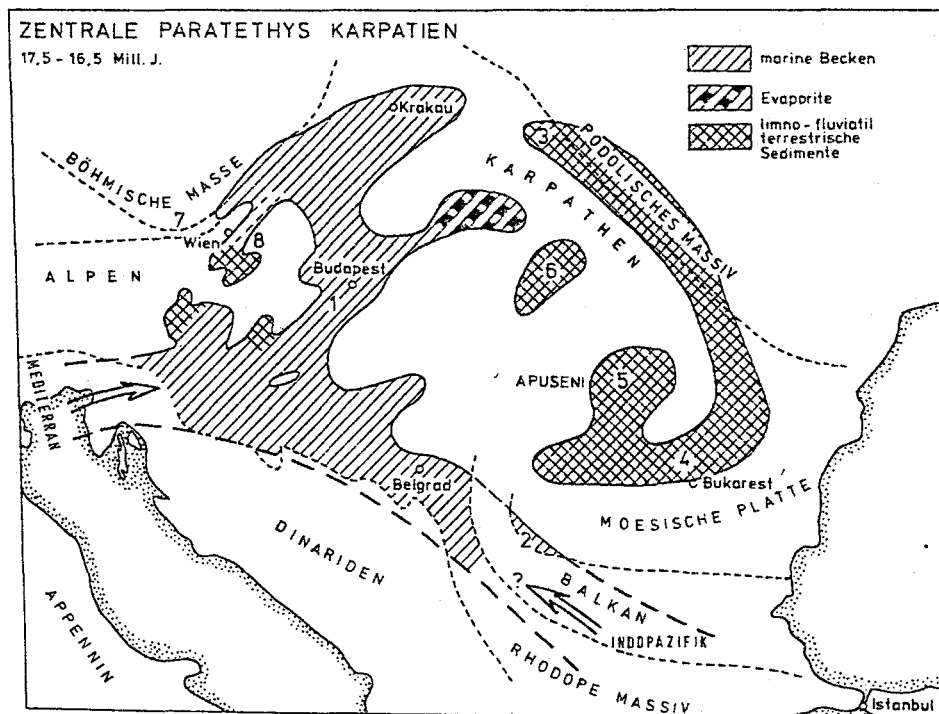 ZENTRALE PARATETHYS KARPATIEN
17,5 - 16,5 Mill. J.
marine Becken
Evaporite
limno - fluviatil
terrestrische
Sedimente
Krakau
3
PODOLISCHES MASSIV
KARPATHEN
BÖHMISCHE MASSE
7
Wien
8
ALPEN
Budapest
1
6
MEDITERRAN
APUSENI
5
4
Belgrad
Bukarest
MOESISCHE PLATTE
2
DINARIDEN
?
BALKAN
INDOPAZIFIK
APPENNIN
RHODOPE MASSIV
Istanbul